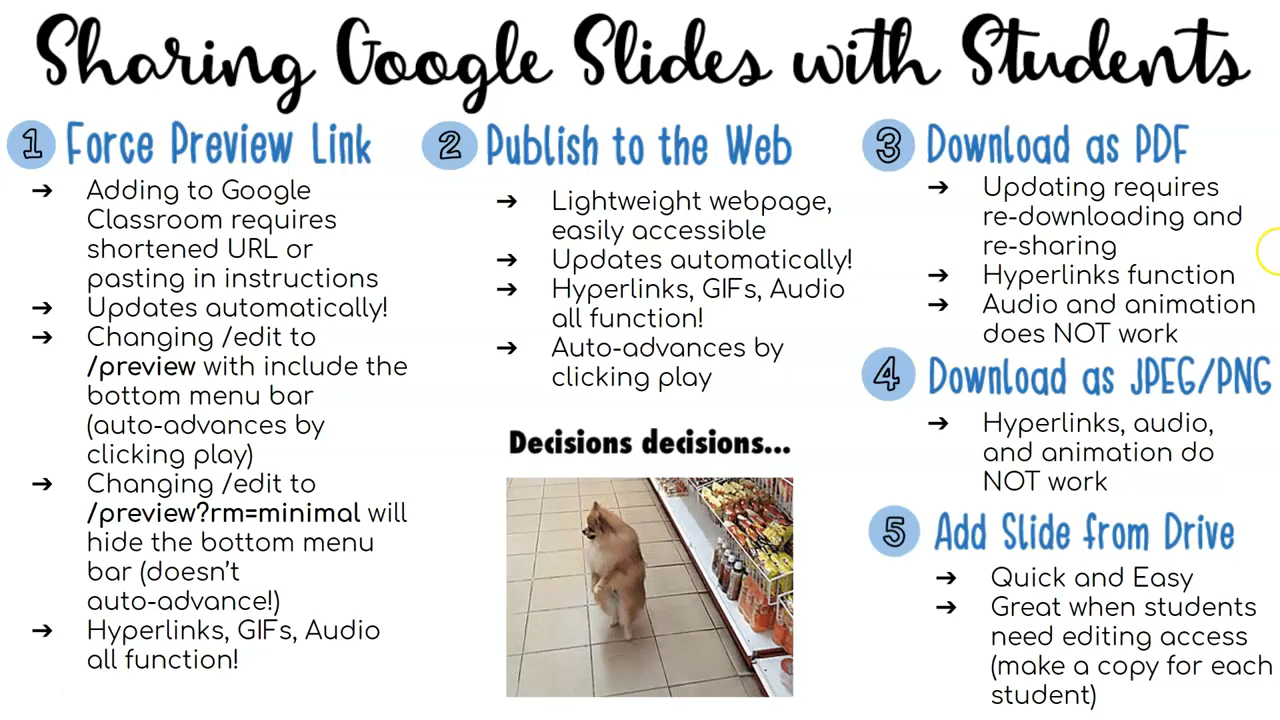 Sharing Google Slides with Students
1 Force Preview Link
➔ Adding to Google
Classroom requires
shortened URL or
pasting in instructions
➔ Updates automatically!
➔ Changing /edit to
/preview with include the
bottom menu bar
(auto-advances by
clicking play)
➔ Changing /edit to
/preview?rm=minimal will
hide the bottom menu
bar (doesn't
auto-advance!)
➔ Hyperlinks, GIFs, Audio
all function!
2 Publish to the Web
➔ Lightweight webpage,
easily accessible
➔ Updates automatically!
➔ Hyperlinks, GIFs, Audio
all function!
➔ Auto-advances by
clicking play
Decisions decisions...
3 Download as PDF
➔ Updating requires
re-downloading and
re-sharing
➔ Hyperlinks function
➔ Audio and animation
does NOT work
4 Download as JPEG/PNG
➔ Hyperlinks, audio,
and animation do
NOT work
5 Add Slide from Drive
➔ Quick and Easy
➔ Great when students
need editing access
(make a copy for each
student)